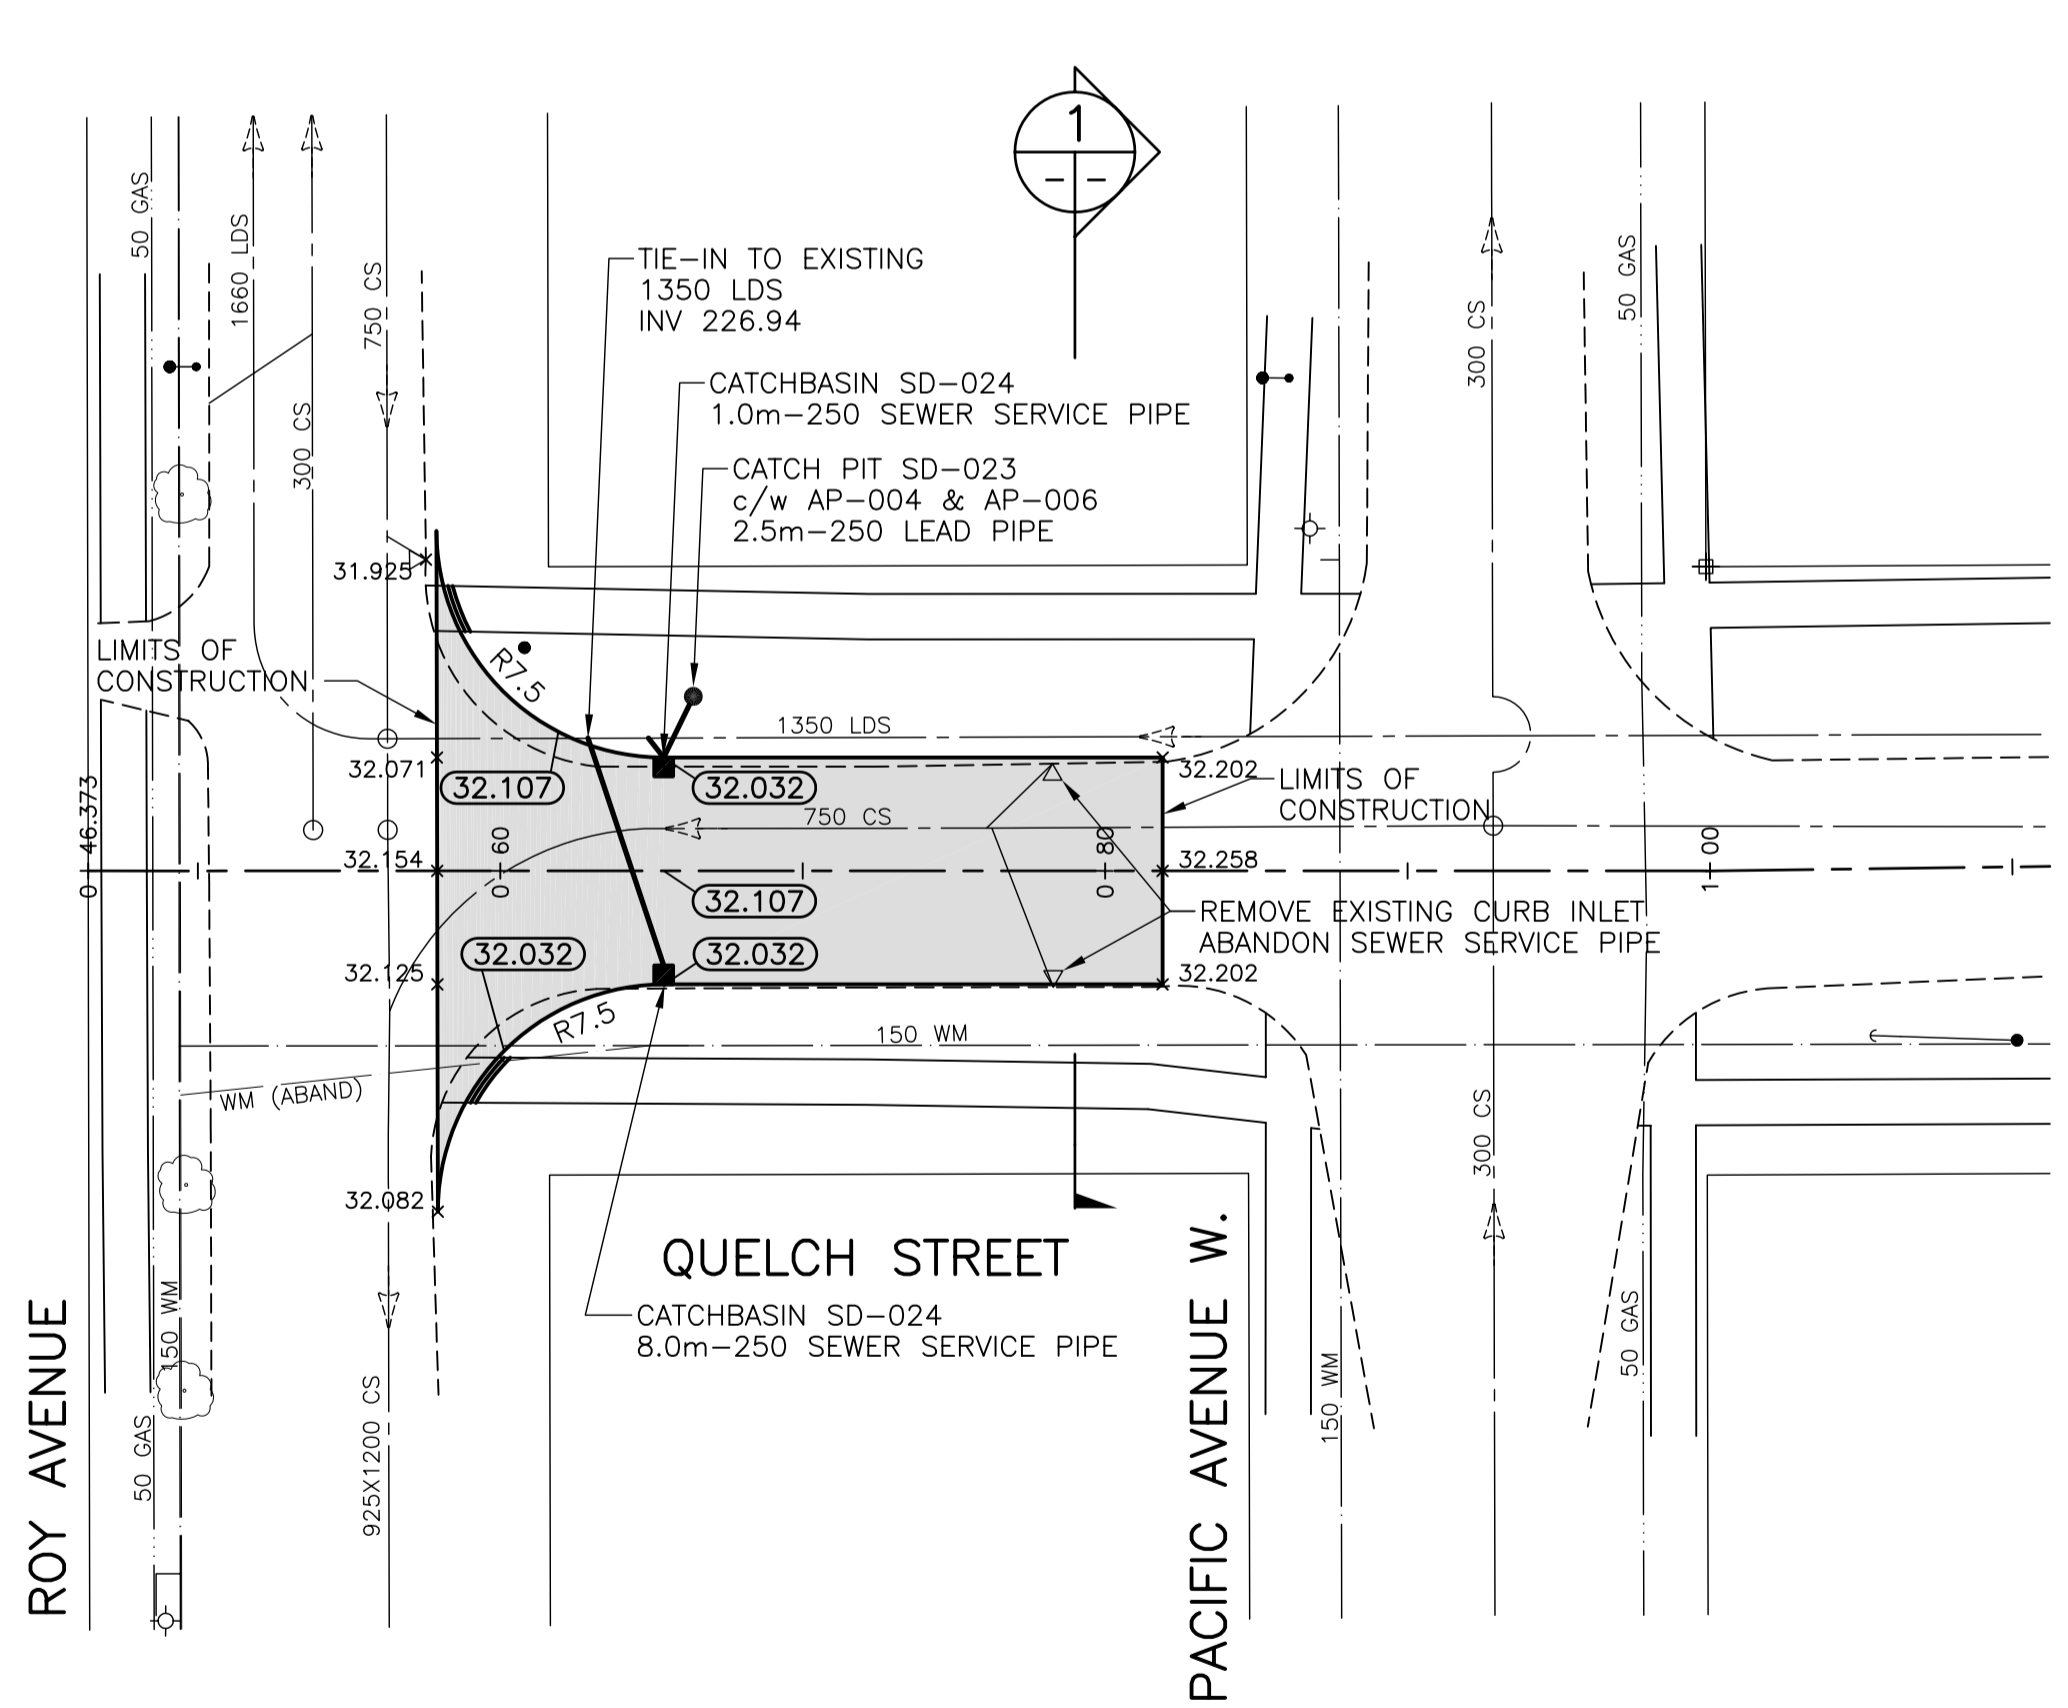 1
- -
50 GAS
1660 LDS
750 CS
300 CS
300 CS
50 GAS
TIE-IN TO EXISTING
1350 LDS
INV 226.94
CATCHBASIN SD-024
1.0m-250 SEWER SERVICE PIPE
CATCH PIT SD-023
c/w AP-004 & AP-006
2.5m-250 LEAD PIPE
31.925
LIMITS OF
CONSTRUCTION
R7.5
1350 LDS
32.071
32.107
32.032
32.202
LIMITS OF
CONSTRUCTION
750 CS
0 46.373
32.154
0 60
0 80
32.258
1 00
32.107
REMOVE EXISTING CURB INLET
ABANDON SEWER SERVICE PIPE
32.032
32.032
32.125
32.202
R7.5
150 WM
WM (ABAND)
300 CS
32.082
QUELCH STREET
CATCHBASIN SD-024
8.0m-250 SEWER SERVICE PIPE
ROY AVENUE
150 WM
50 GAS
925X1200 CS
PACIFIC AVENUE W.
150 WM
50 GAS